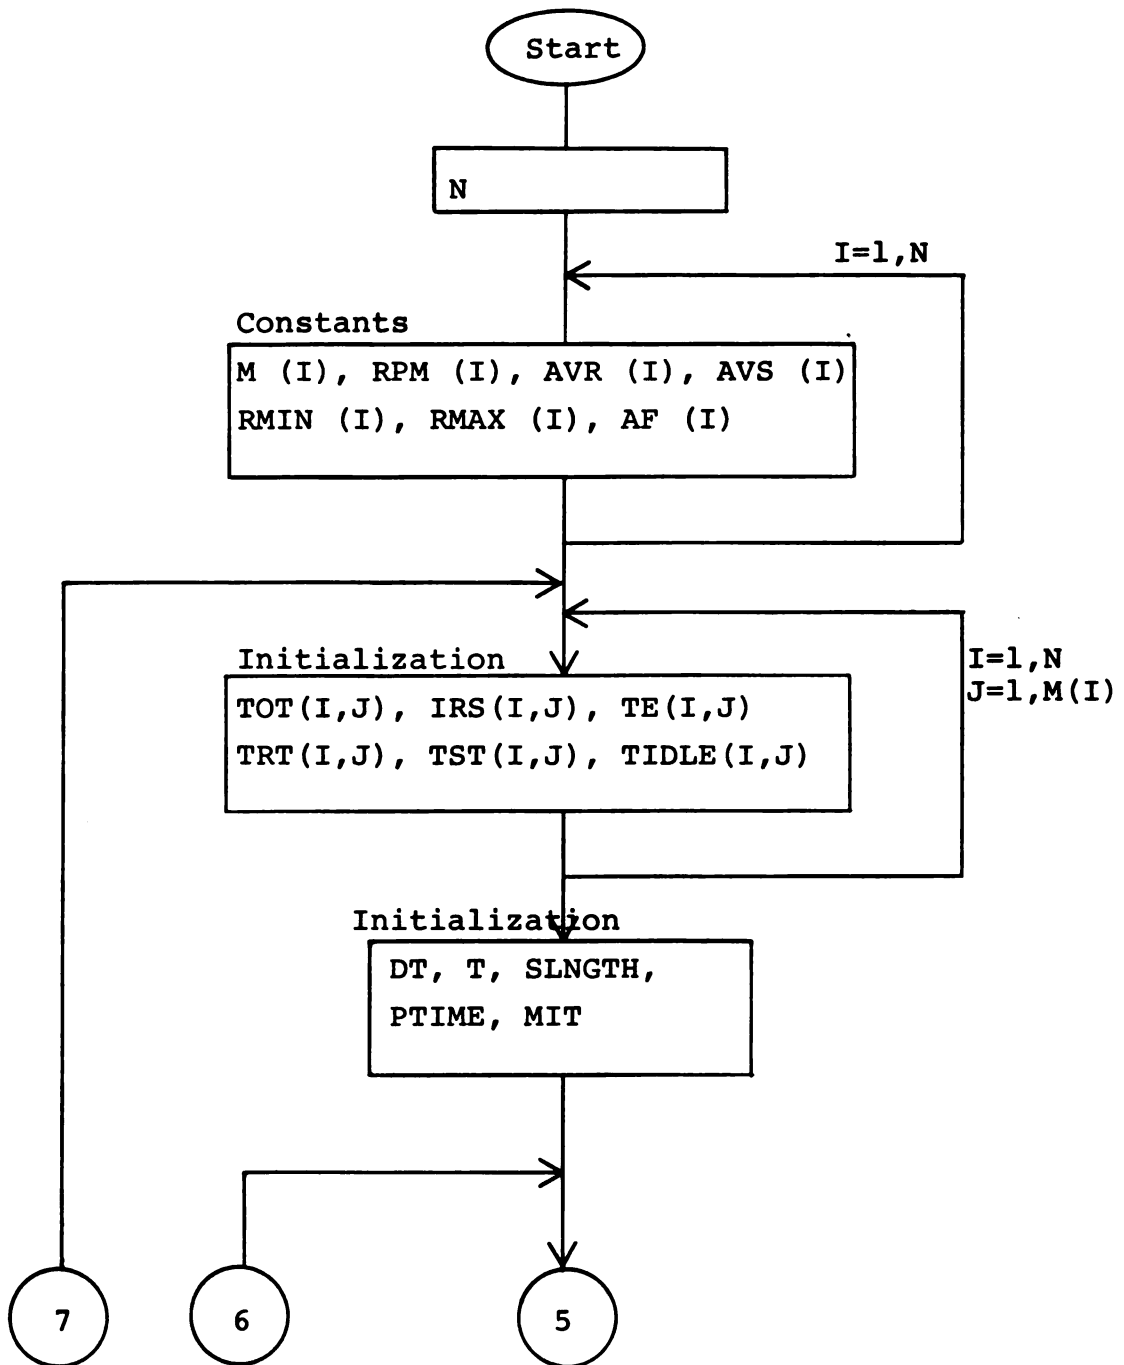 Start
N
I=1,N
Constants
M (I), RPM (I), AVR (I), AVS (I)
RMIN (I), RMAX (I), AF (I)
Initialization
I=1,N
J=1,M(I)
TOT(I,J), IRS(I,J), TE(I,J)
TRT(I,J), TST(I,J), TIDLE(I,J)
Initialization
DT, T, SLNGTH,
PTIME, MIT
7
6
5